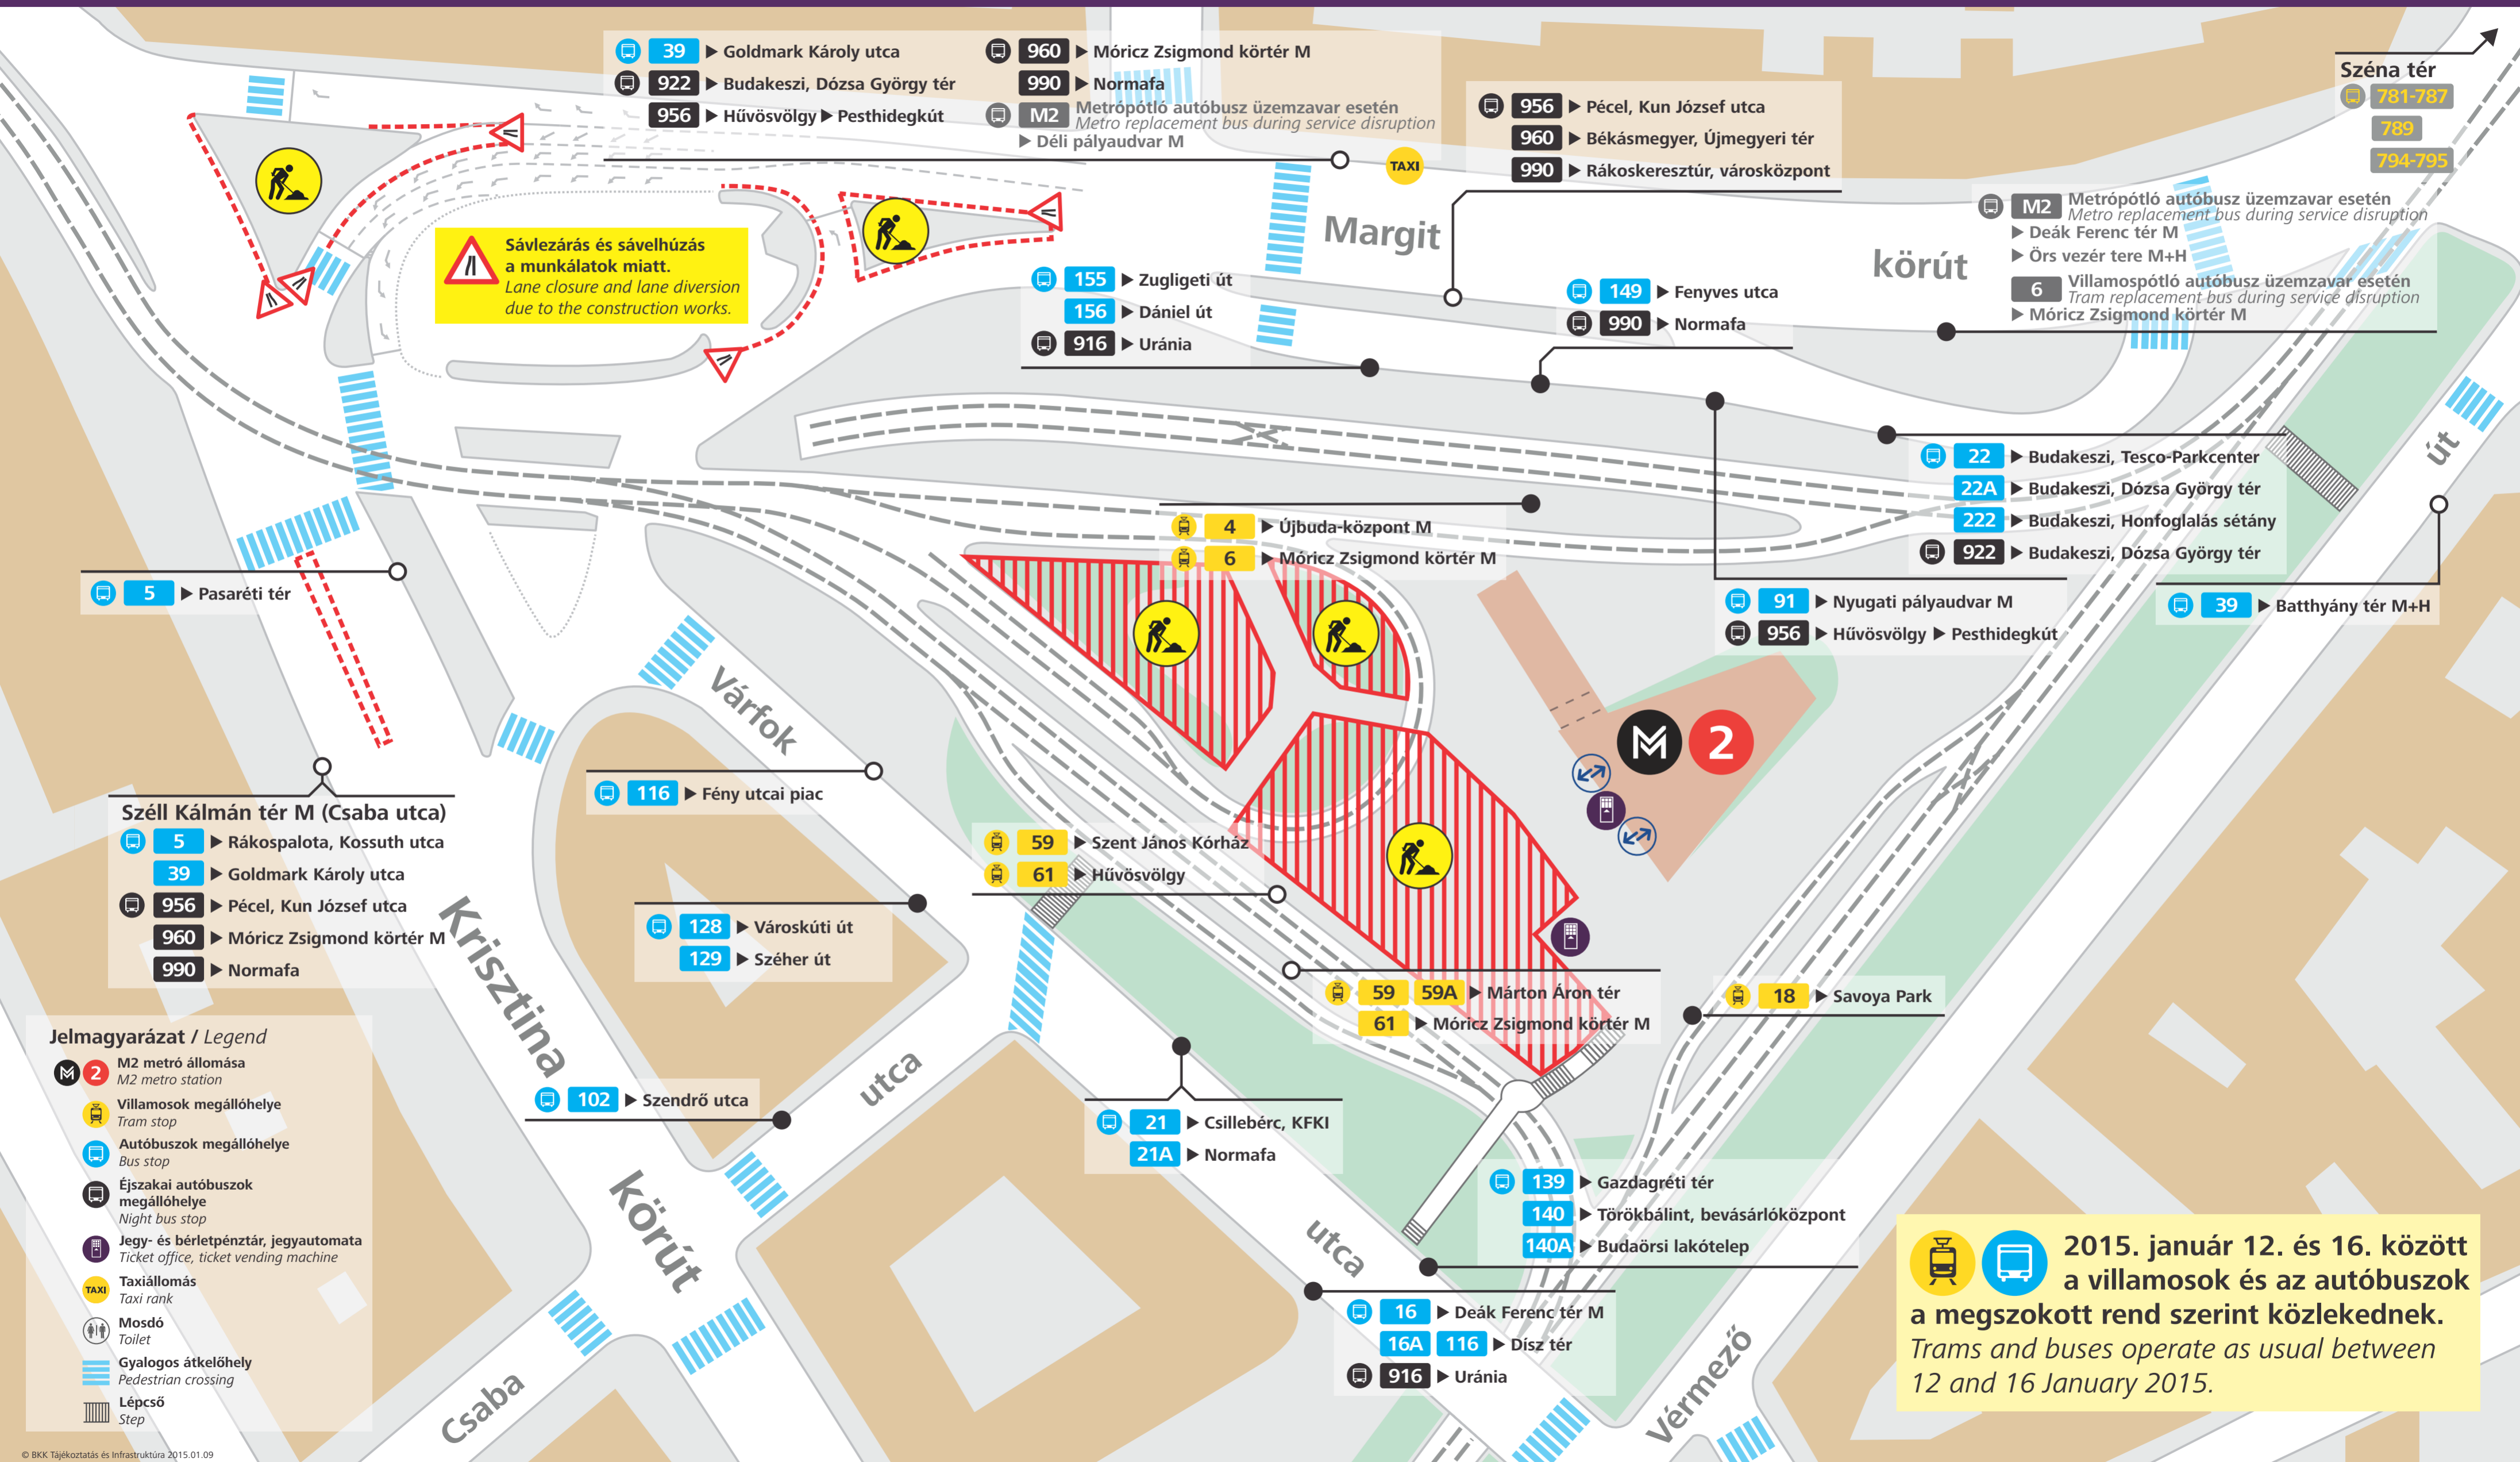 39 Goldmark Károly utca
922 Budakeszi, Dózsa György tér
956 Hűvösvölgy Pesthidegkút
960 Móricz Zsigmond körtér M
990 Normafa
M2 Metrópótló autóbusz üzemzavar esetén
Metro replacement bus during service disruption
Déli pályaudvar M
TAXI
956 Pécel, Kun József utca
960 Békásmegyer, Újmegyeri tér
990 Rákoskeresztúr, városközpont
Széna tér
781-787
789
794-795
M2 Metrópótló autóbusz üzemzavar esetén
Metro replacement bus during service disruption
Deák Ferenc tér M
Örs vezér tere M+H
6 Villamospótló autóbusz üzemzavar esetén
Tram replacement bus during service disruption
Móricz Zsigmond körtér M
Sávlezárás és sávelhúzás
a munkálatok miatt.
Lane closure and lane diversion
due to the construction works.
Margit
körút
155 Zugligeti út
156 Dániel út
916 Uránia
149 Fenyves utca
990 Normafa
22 Budakeszi, Tesco-Parkcenter
22A Budakeszi, Dózsa György tér
222 Budakeszi, Honfoglalás sétány
922 Budakeszi, Dózsa György tér
út
4 Újbuda-központ M
6 Móricz Zsigmond körtér M
5 Pasaréti tér
91 Nyugati pályaudvar M
956 Hűvösvölgy Pesthidegkút
39 Batthyány tér M+H
Várfok
M 2
116 Fény utcai piac
Széll Kálmán tér M (Csaba utca)
5 Rákospalota, Kossuth utca
39 Goldmark Károly utca
956 Pécel, Kun József utca
960 Móricz Zsigmond körtér M
990 Normafa
59 Szent János Kórház
61 Hűvösvölgy
128 Városkúti út
129 Széher út
Krisztina
59 59A Márton Áron tér
61 Móricz Zsigmond körtér M
18 Savoya Park
102 Szendrő utca
utca
21 Csillebérc, KFKI
21A Normafa
139 Gazdagréti tér
140 Törökbálint, bevásárlóközpont
140A Budaörsi lakótelep
körút
utca
16 Deák Ferenc tér M
16A 116 Dísz tér
916 Uránia
Csaba
Vérmező
Jelmagyarázat / Legend
M 2 M2 metró állomása
M2 metro station
Villamosok megállóhelye
Tram stop
Autóbuszok megállóhelye
Bus stop
Éjszakai autóbuszok
megállóhelye
Night bus stop
Jegy- és bérletpénztár, jegyautomata
Ticket office, ticket vending machine
TAXI Taxiállomás
Taxi rank
Mosdó
Toilet
Gyalogos átkelőhely
Pedestrian crossing
Lépcső
Step
2015. január 12. és 16. között
a villamosok és az autóbuszok
a megszokott rend szerint közlekednek.
Trams and buses operate as usual between
12 and 16 January 2015.
© BKK Tájékoztatás és Infrastruktúra 2015.01.09